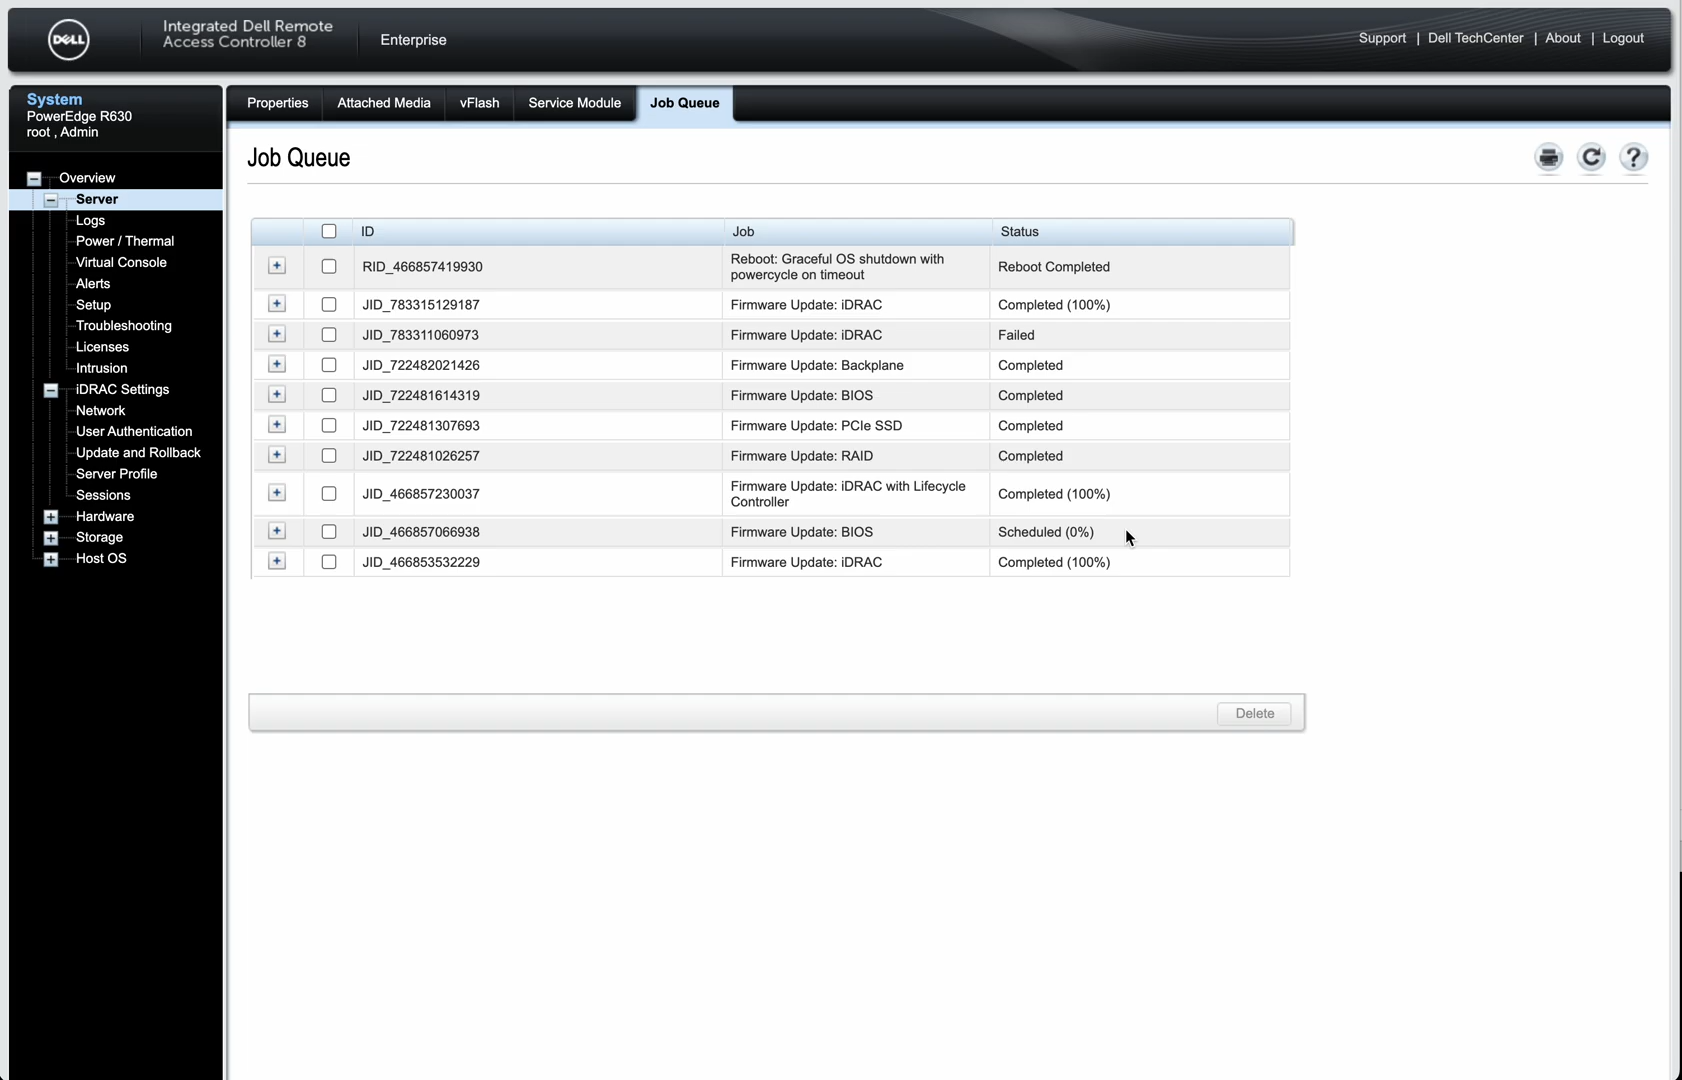 DELL
Integrated Dell Remote
Access Controller 8
Enterprise
Support | Dell TechCenter | About | Logout
System
PowerEdge R630
root , Admin
Overview
Server
Logs
Power / Thermal
Virtual Console
Alerts
Setup
Troubleshooting
Licenses
Intrusion
iDRAC Settings
Network
User Authentication
Update and Rollback
Server Profile
Sessions
Hardware
Storage
Host OS
Properties Attached Media vFlash Service Module Job Queue
Job Queue
ID Job Status
RID_466857419930 Reboot: Graceful OS shutdown with Reboot Completed
powercycle on timeout
JID_783315129187 Firmware Update: iDRAC Completed (100%)
JID_783311060973 Firmware Update: iDRAC Failed
JID_722482021426 Firmware Update: Backplane Completed
JID_722481614319 Firmware Update: BIOS Completed
JID_722481307693 Firmware Update: PCIe SSD Completed
JID_722481026257 Firmware Update: RAID Completed
JID_466857230037 Firmware Update: iDRAC with Lifecycle Completed (100%)
Controller
JID_466857066938 Firmware Update: BIOS Scheduled (0%)
JID_466853532229 Firmware Update: iDRAC Completed (100%)
Delete